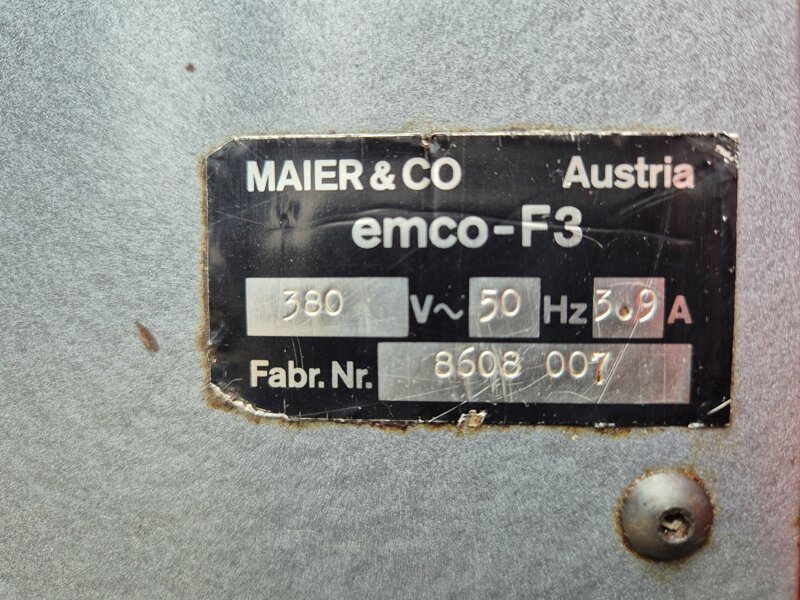 MAIER & CO Austria
emco-F3
380 V~ 50 Hz 3.9 A
Fabr. Nr. 8608 007